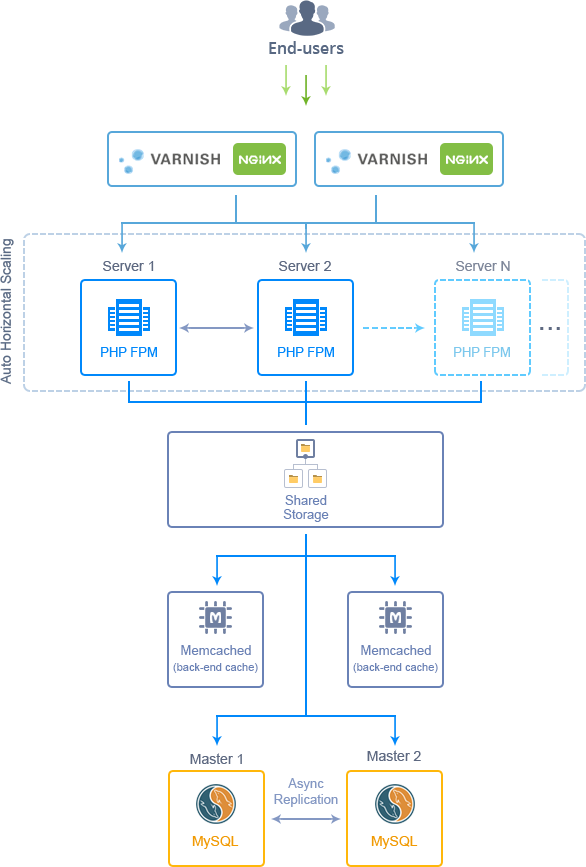 End-users
VARNISH NGINX VARNISH NGINX
Server 1 Server 2 Server N
Auto Horizontal Scaling
PHP FPM PHP FPM PHP FPM ...
Shared
Storage
M M
Memcached Memcached
(back-end cache) (back-end cache)
Master 1 Master 2
Async
Replication
MySQL MySQL